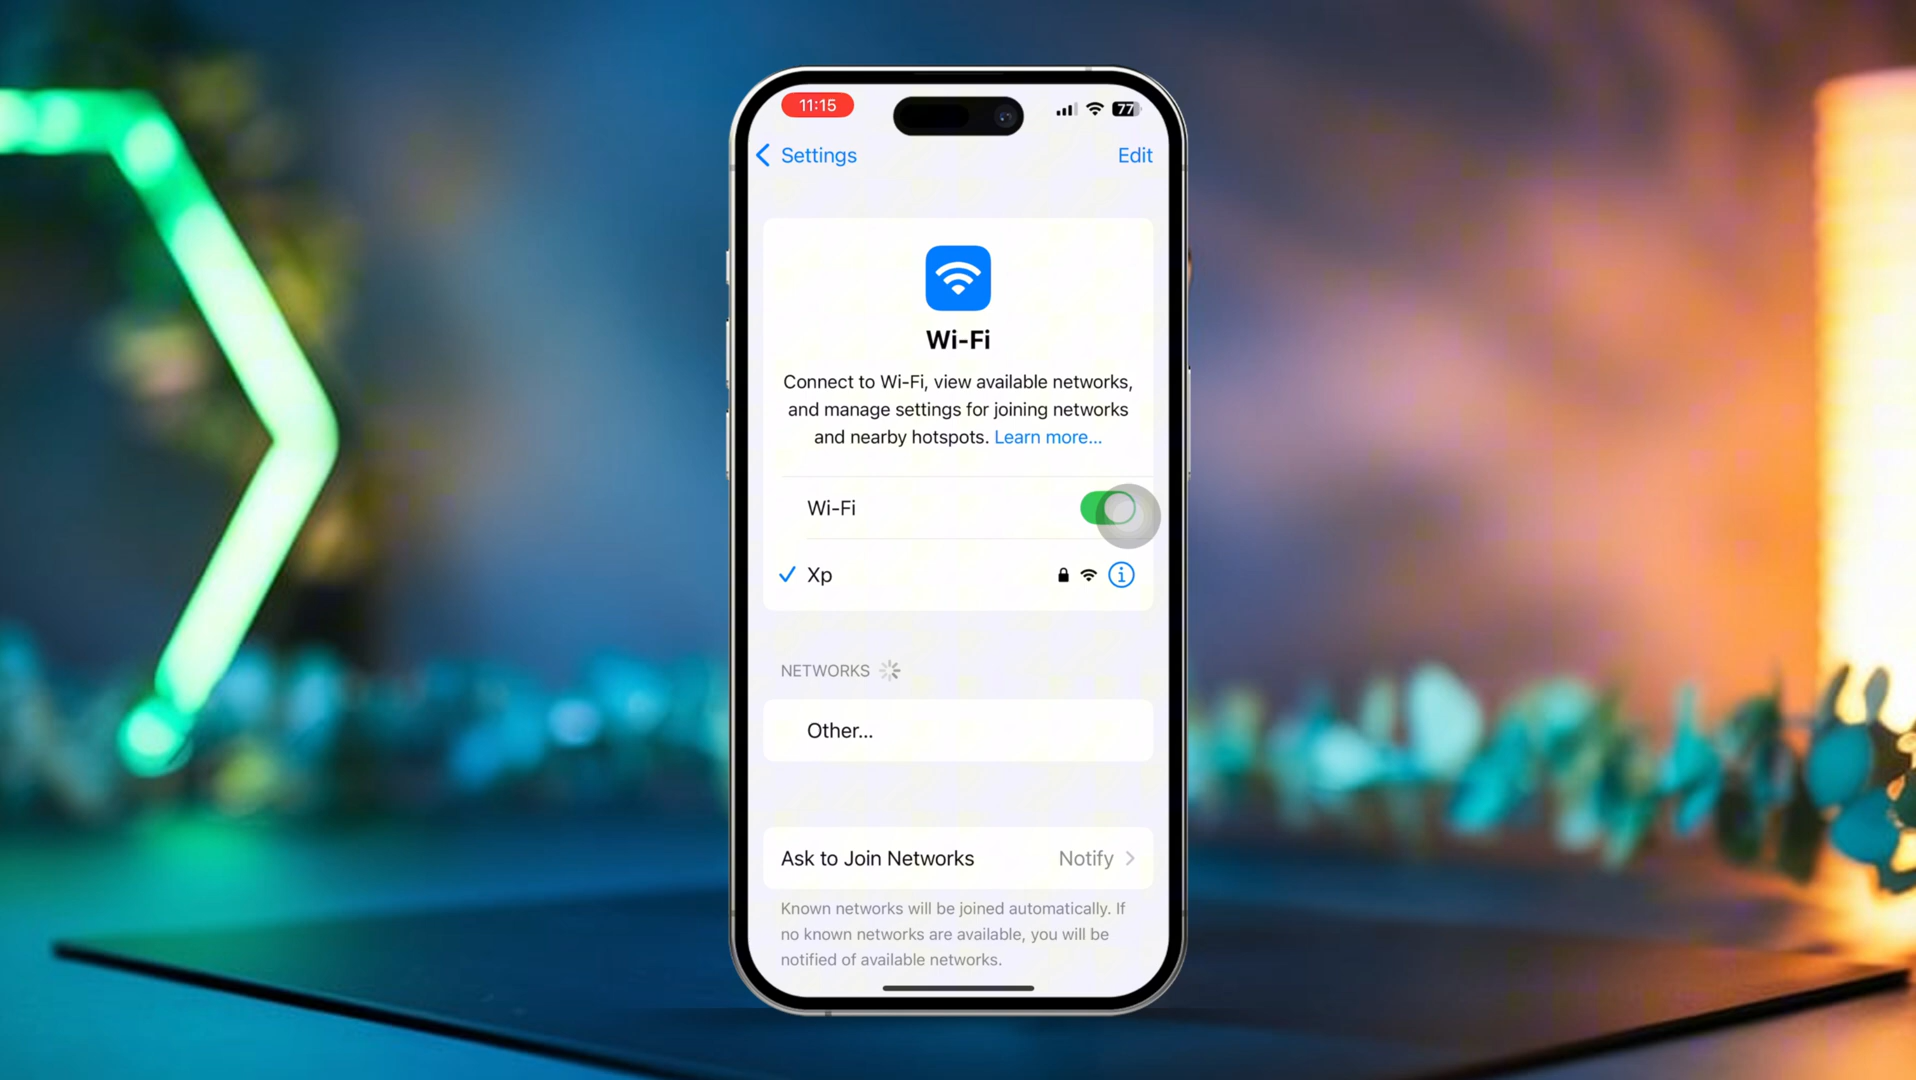 11:15
77
Settings
Edit
Wi-Fi
Connect to Wi-Fi, view available networks,
and manage settings for joining networks
and nearby hotspots. Learn more...
Wi-Fi
Xp
NETWORKS
Other...
Ask to Join Networks
Notify
Known networks will be joined automatically. If
no known networks are available, you will be
notified of available networks.